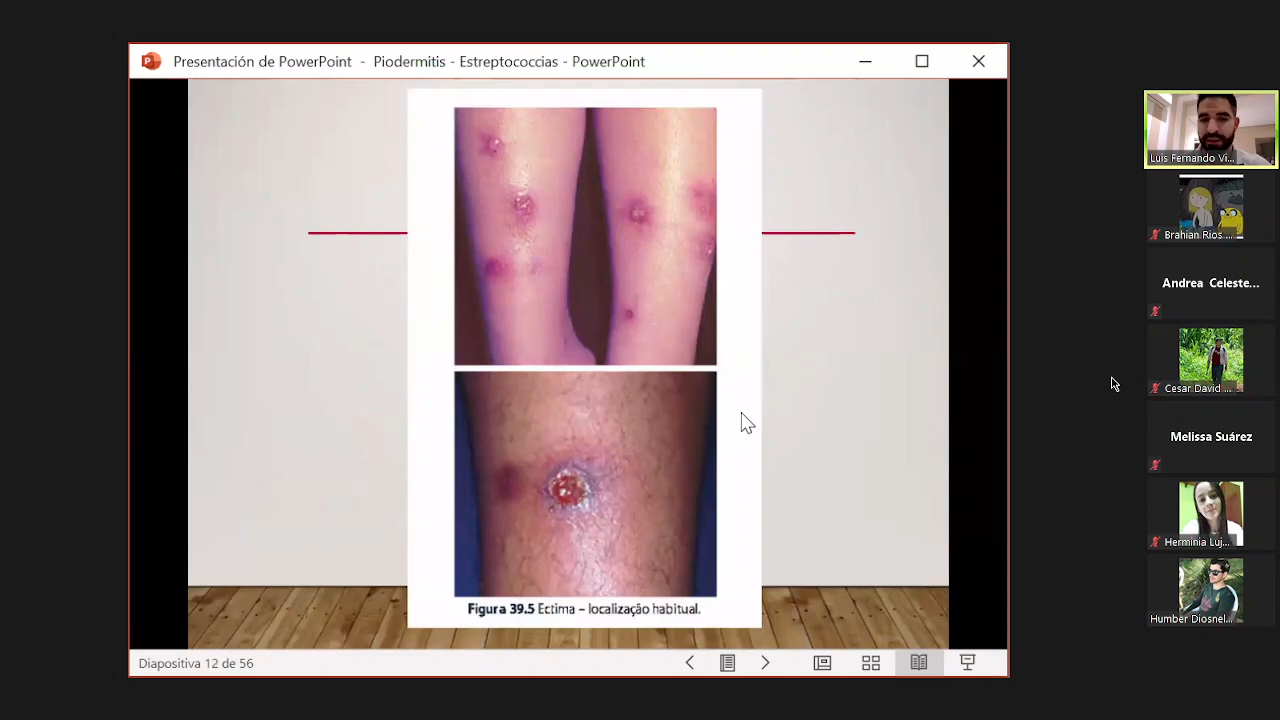 Presentación de PowerPoint - Piodermitis - Estreptococcias - PowerPoint
Luis Fernando Vi...
Brahian Rios ...
Andrea Celeste...
Cesar David ...
Melissa Suárez
Herminia Luj...
Humber Diosnel...
Figura 39.5 Ectima – localização habitual.
Diapositiva 12 de 56